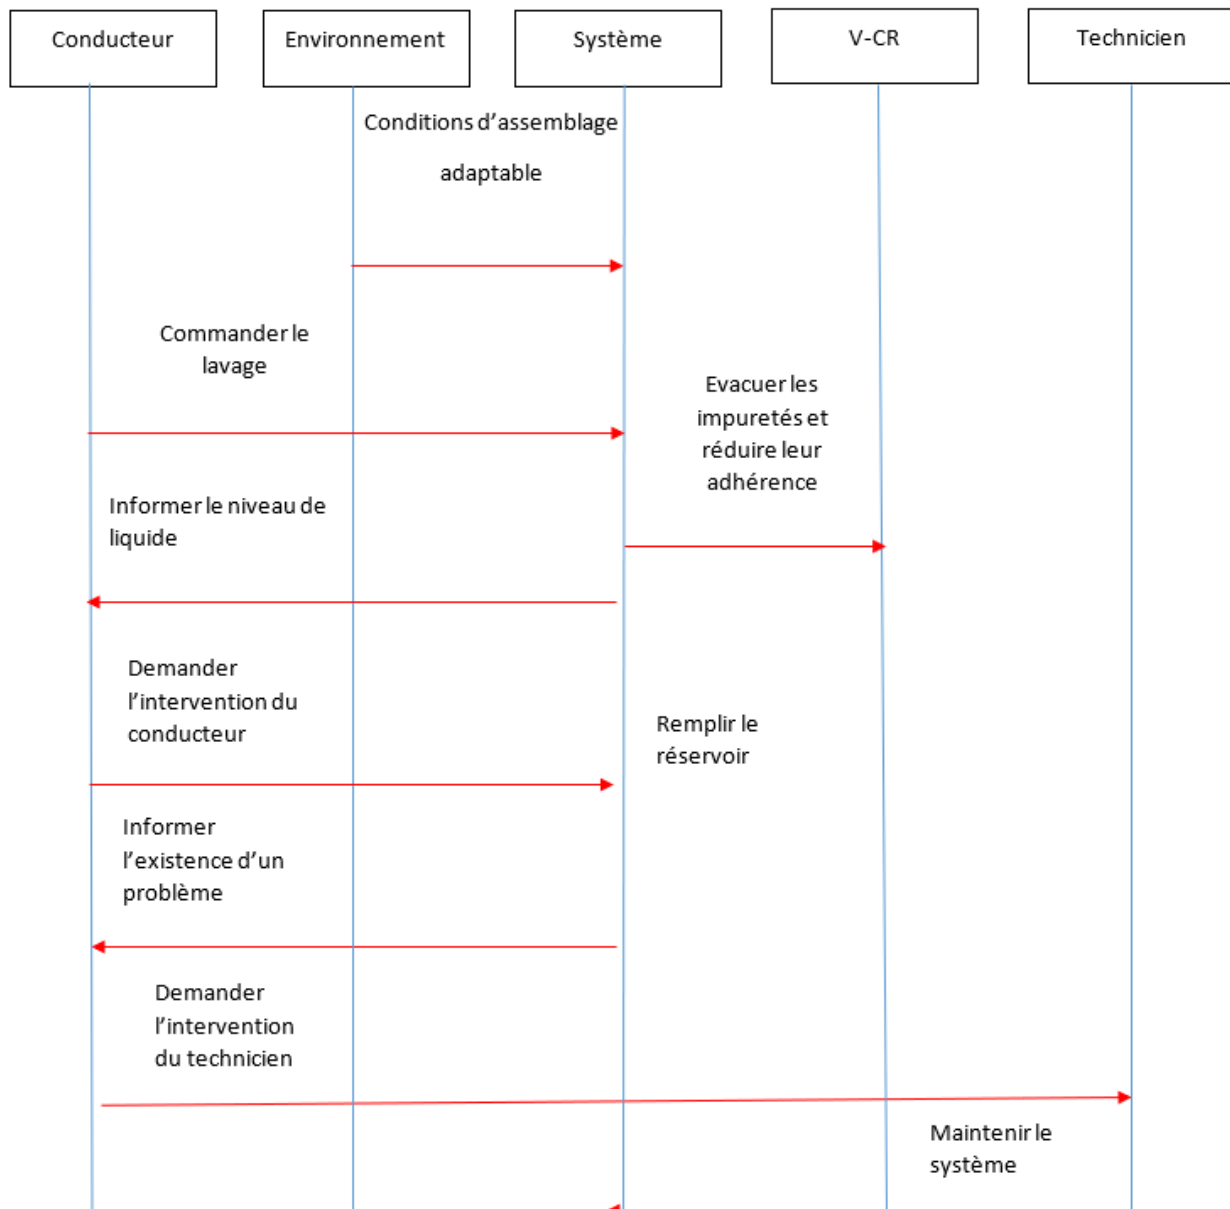 Conducteur
Environnement
Système
V-CR
Technicien
Conditions d'assemblage
adaptable
Commander le
lavage
Evacuer les
impuretés et
réduire leur
adhérence
Informer le niveau de
liquide
Demander
l'intervention du
conducteur
Remplir le
réservoir
Informer
l'existence d'un
problème
Demander
l'intervention
du technicien
Maintenir le
système